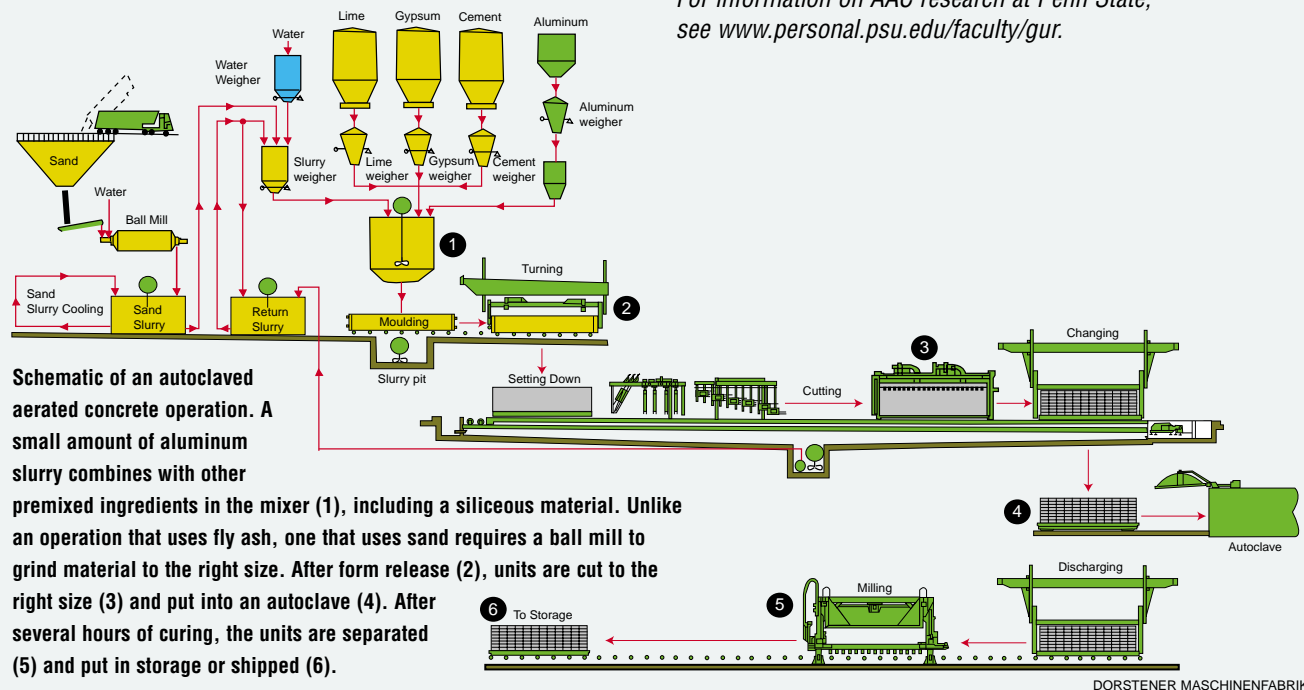 For information on AAC research at Penn State,
see www.personal.psu.edu/faculty/gur.
Lime
Gypsum
Cement
Aluminum
Water
Water
Weigher
Aluminum
weigher
Sand
Slurry
weigher
Lime
weigher
Gypsum
weigher
Cement
weigher
Water
Ball Mill
1
Turning
2
Sand
Slurry Cooling
Sand
Slurry
Return
Slurry
Moulding
Slurry pit
Setting Down
Cutting
3
Changing
Schematic of an autoclaved
aerated concrete operation. A
small amount of aluminum
slurry combines with other
premixed ingredients in the mixer (1), including a siliceous material. Unlike
an operation that uses fly ash, one that uses sand requires a ball mill to
grind material to the right size. After form release (2), units are cut to the
right size (3) and put into an autoclave (4). After
several hours of curing, the units are separated
(5) and put in storage or shipped (6).
4
Autoclave
Discharging
Milling
5
6
To Storage
DORSTENER MASCHINENFABRIK